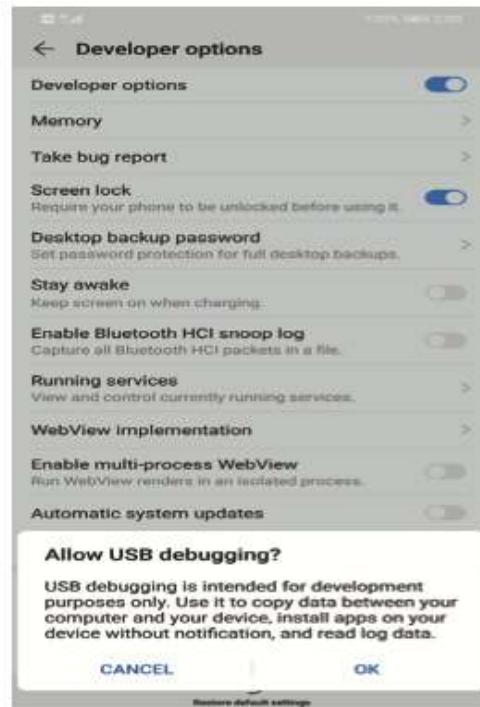 Developer options
Developer options
Memory
Take bug report
Screen lock
Require your phone to be unlocked before using it.
Desktop backup password
Set password protection for full desktop backups.
Stay awake
Keep screen on when charging.
Enable Bluetooth HCI snoop log
Capture all Bluetooth HCI packets in a file.
Running services
View and control currently running services.
WebView implementation
Enable multi-process WebView
Run WebView renders in an isolated process.
Automatic system updates
Allow USB debugging?
USB debugging is intended for development
purposes only. Use it to copy data between your
computer and your device, install apps on your
device without notification, and read log data.
CANCEL
OK
Restore default settings